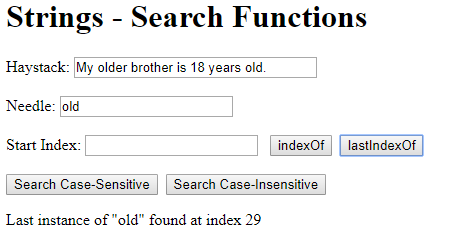 Strings - Search Functions
Haystack: My older brother is 18 years old.
Needle: old
Start Index: indexOf lastIndexOf
Search Case-Sensitive Search Case-Insensitive
Last instance of "old" found at index 29